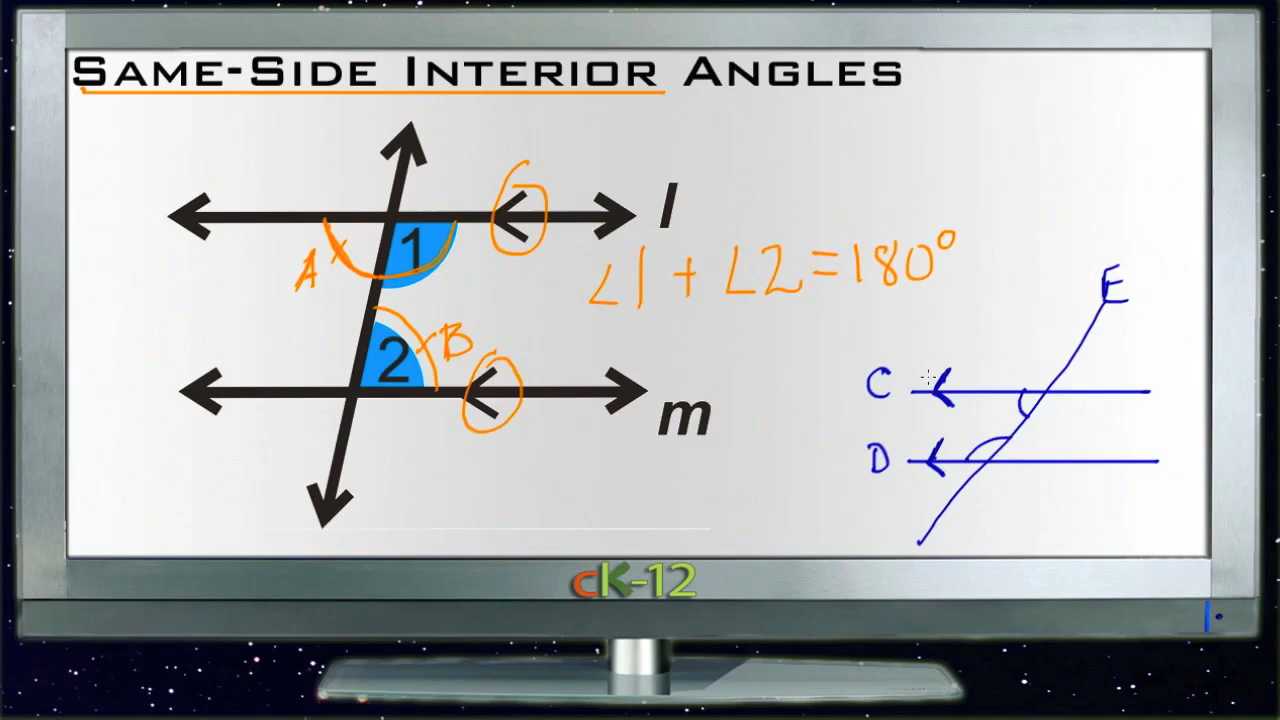 SAME-SIDE INTERIOR ANGLES
l
A 1
∠1 + ∠2 = 180°
2 B
m
E
C
D
cK-12